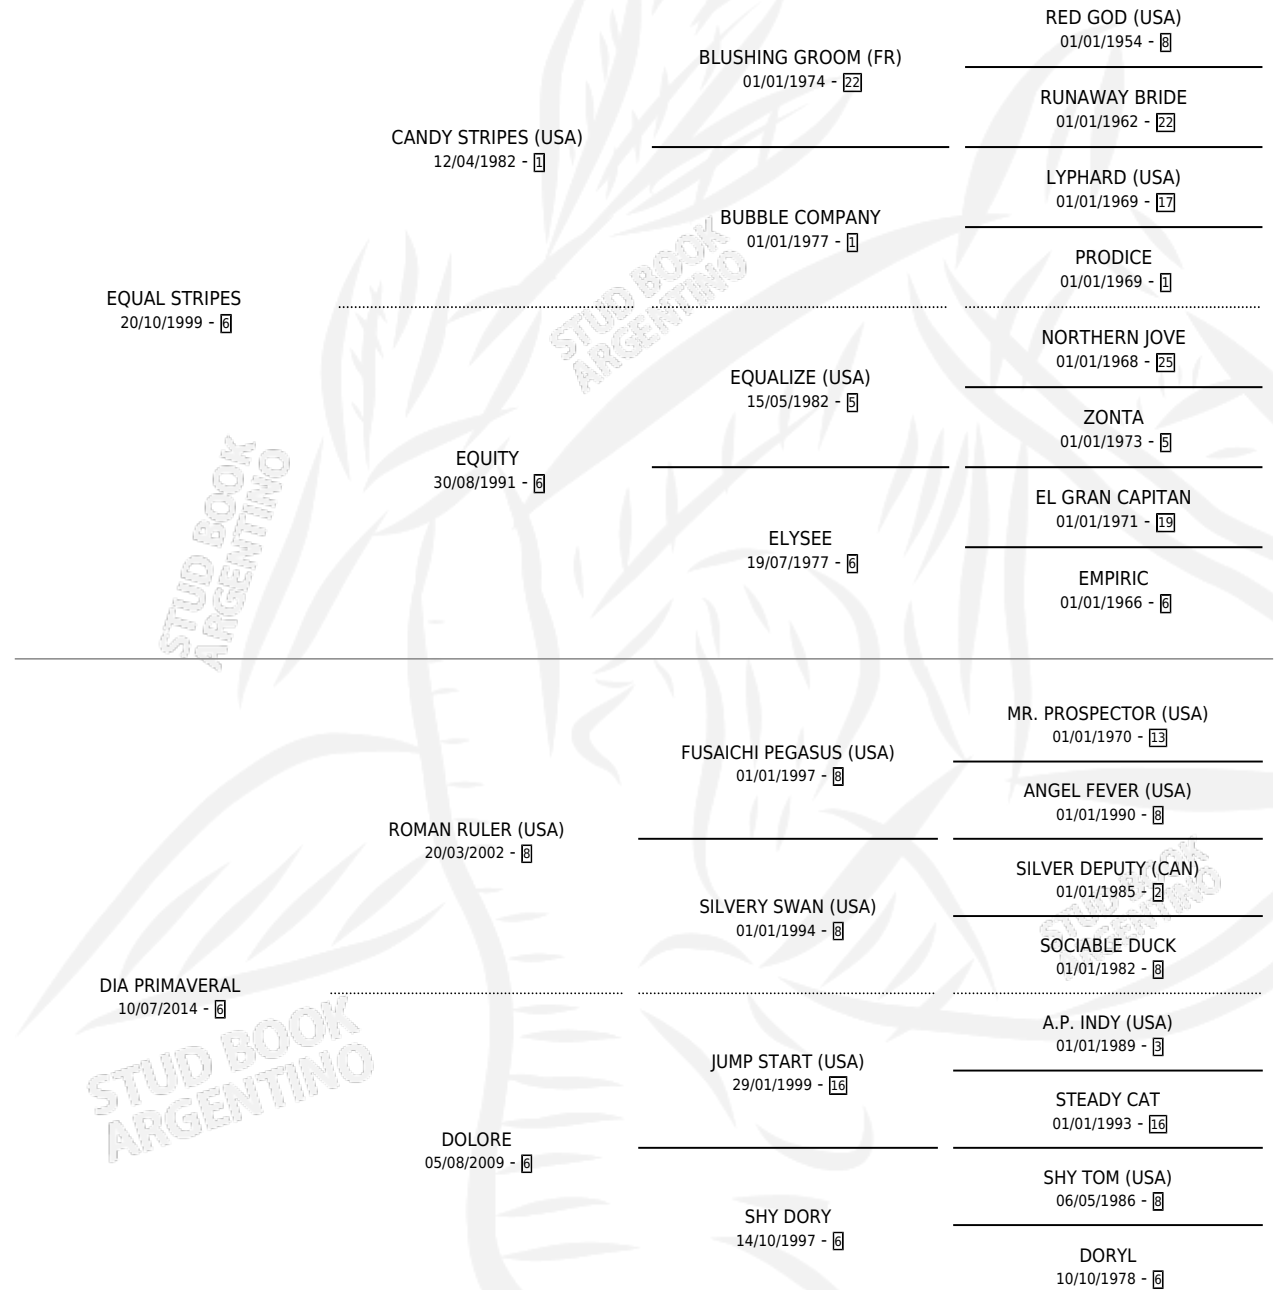 RED GOD (USA)
01/01/1954 - 8
BLUSHING GROOM (FR)
01/01/1974 - 22
RUNAWAY BRIDE
01/01/1962 - 22
CANDY STRIPES (USA)
12/04/1982 - 1
LYPHARD (USA)
01/01/1969 - 17
BUBBLE COMPANY
01/01/1977 - 1
PRODICE
01/01/1969 - 1
EQUAL STRIPES
20/10/1999 - 6
STUD BOOK
ARGENTINO
NORTHERN JOVE
01/01/1968 - 25
EQUALIZE (USA)
15/05/1982 - 5
ZONTA
01/01/1973 - 5
EQUITY
30/08/1991 - 6
EL GRAN CAPITAN
01/01/1971 - 19
ELYSEE
19/07/1977 - 6
EMPIRIC
01/01/1966 - 6
STUD BOOK
ARGENTINO
MR. PROSPECTOR (USA)
01/01/1970 - 13
FUSAICHI PEGASUS (USA)
01/01/1997 - 8
ANGEL FEVER (USA)
01/01/1990 - 8
ROMAN RULER (USA)
20/03/2002 - 8
SILVER DEPUTY (CAN)
01/01/1985 - 2
SILVERY SWAN (USA)
01/01/1994 - 8
STUD BOOK
ARGENTINO
SOCIABLE DUCK
01/01/1982 - 8
DIA PRIMAVERAL
10/07/2014 - 6
STUD BOOK
ARGENTINO
A.P. INDY (USA)
01/01/1989 - 3
JUMP START (USA)
29/01/1999 - 16
STEADY CAT
01/01/1993 - 16
DOLORE
05/08/2009 - 6
SHY TOM (USA)
06/05/1986 - 8
SHY DORY
14/10/1997 - 6
DORYL
10/10/1978 - 6